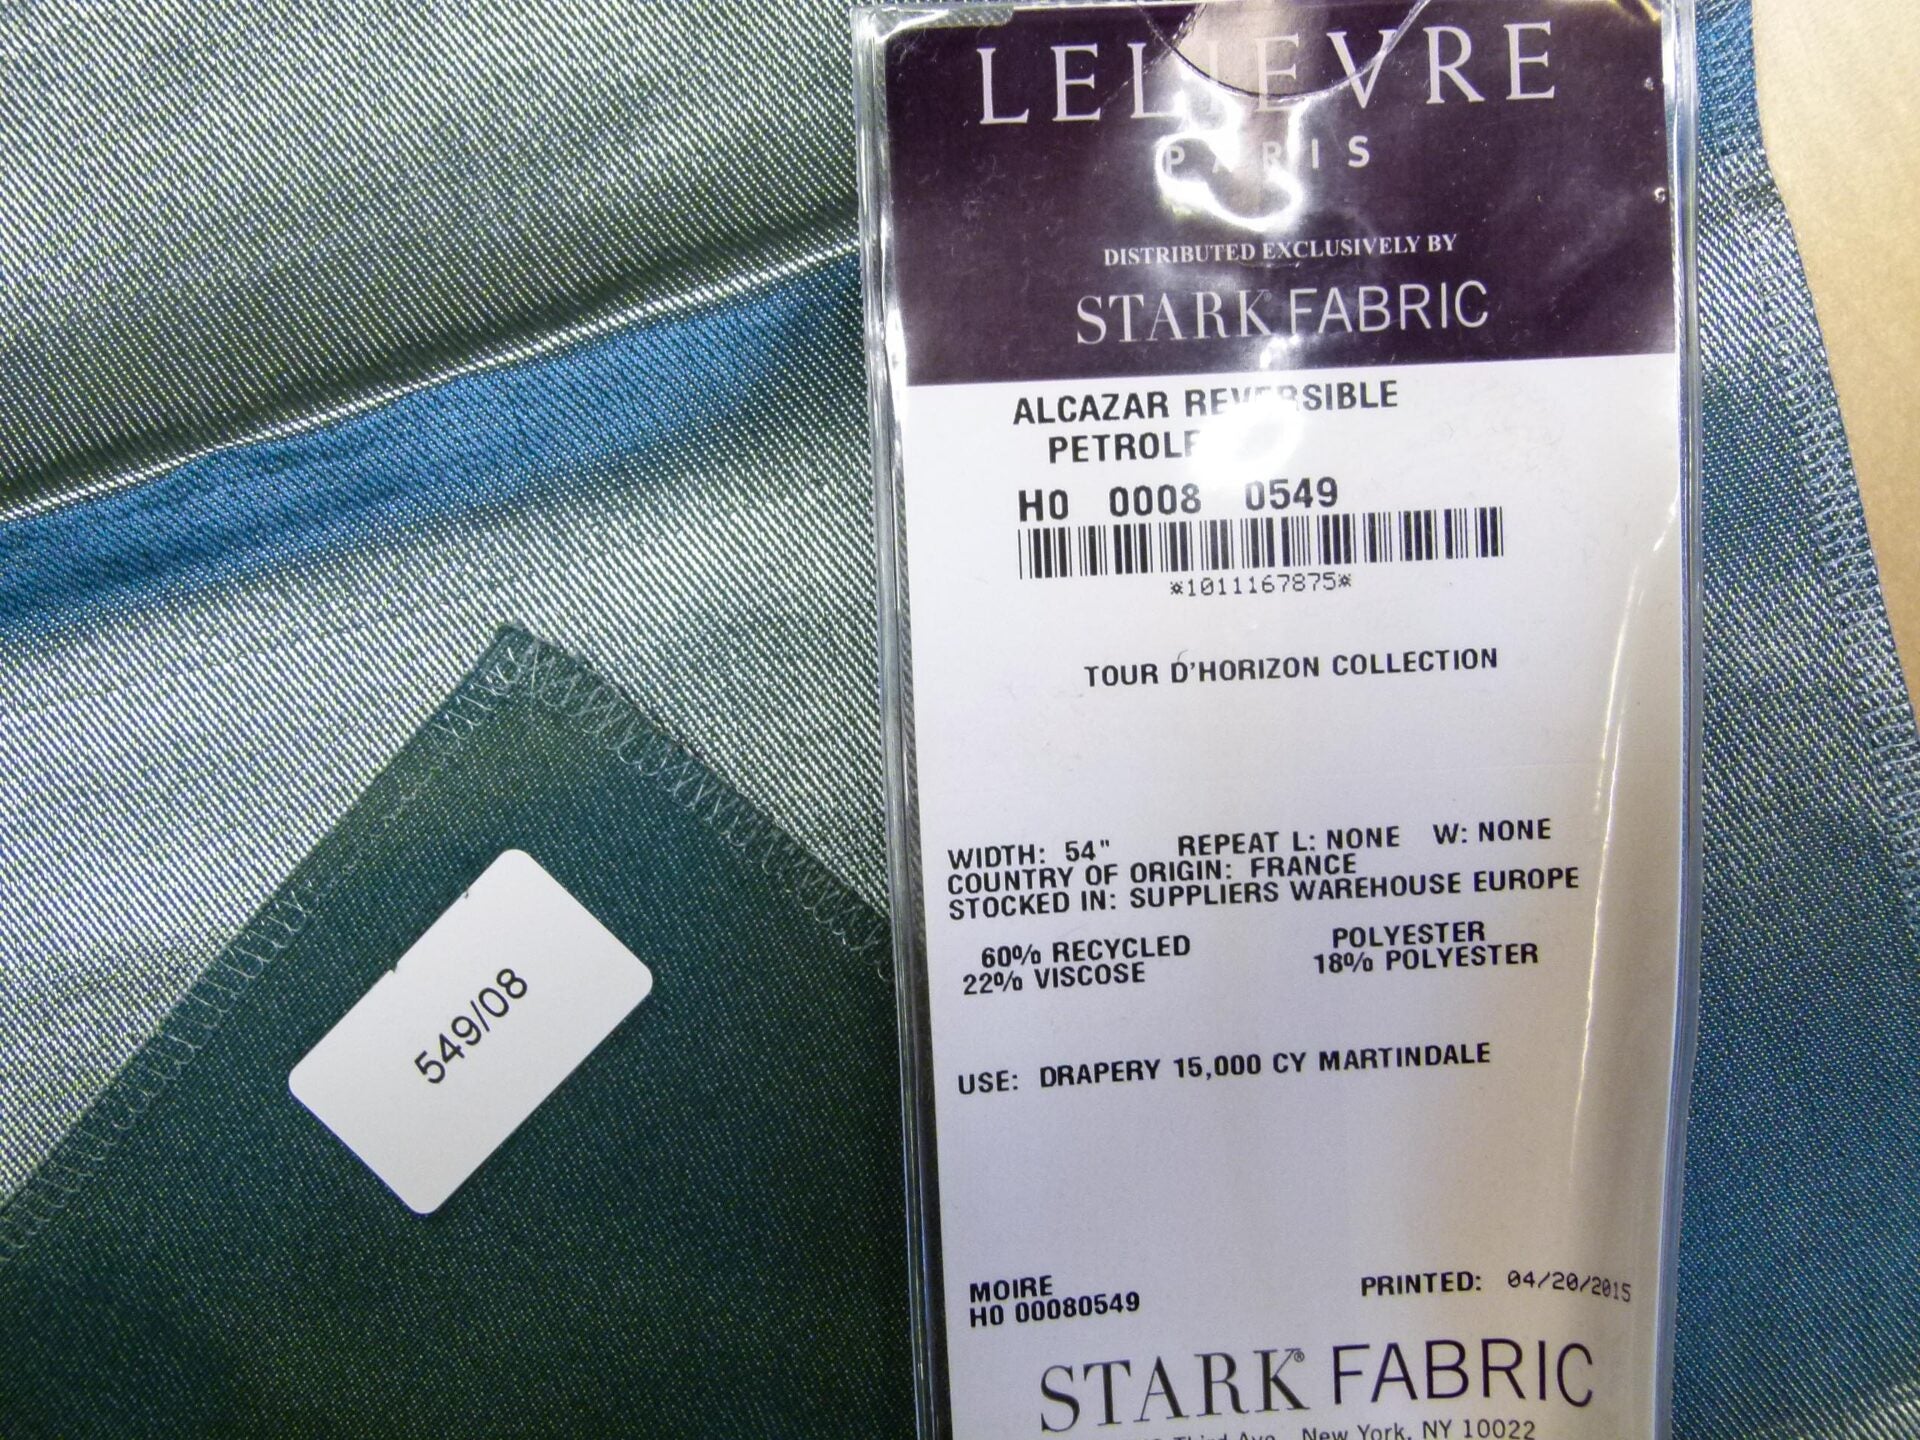 LELIEVRE
PARIS
DISTRIBUTED EXCLUSIVELY BY
STARK® FABRIC
ALCAZAR REVERSIBLE
H0 0008 0549
*1011167875*
TOUR D'HORIZON COLLECTION
WIDTH: 54" REPEAT L: NONE W: NONE
COUNTRY OF ORIGIN: FRANCE
STOCKED IN: SUPPLIERS WAREHOUSE EUROPE
60% RECYCLED POLYESTER
22% VISCOSE 18% POLYESTER
USE: DRAPERY 15,000 CY MARTINDALE
MOIRE PRINTED: 04/20/2015
H0 00080549
STARK® FABRIC
Third Ave. New York, NY 10022
549/08